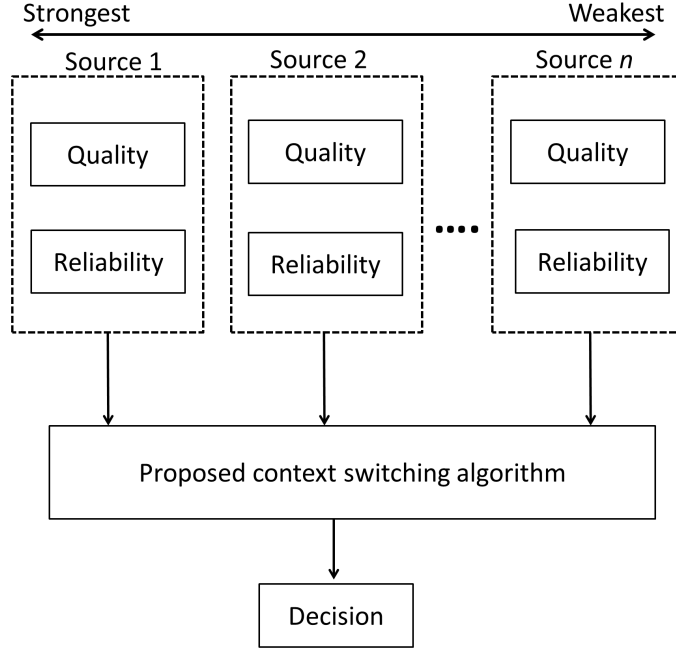 Strongest Weakest
Source 1 Source 2 Source n
Quality Quality Quality
Reliability Reliability Reliability
Proposed context switching algorithm
Decision